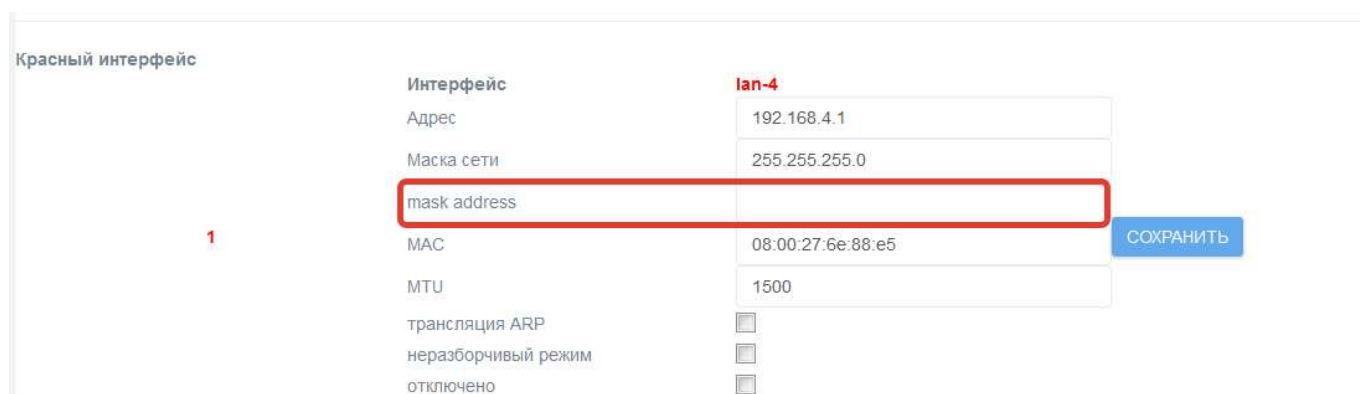 Красный интерфейс
Интерфейс lan-4
Адрес 192.168.4.1
Маска сети 255.255.255.0
mask address
1
MAC 08:00:27:6e:88:e5
СОХРАНИТЬ
MTU 1500
трансляция ARP
неразборчивый режим
отключено